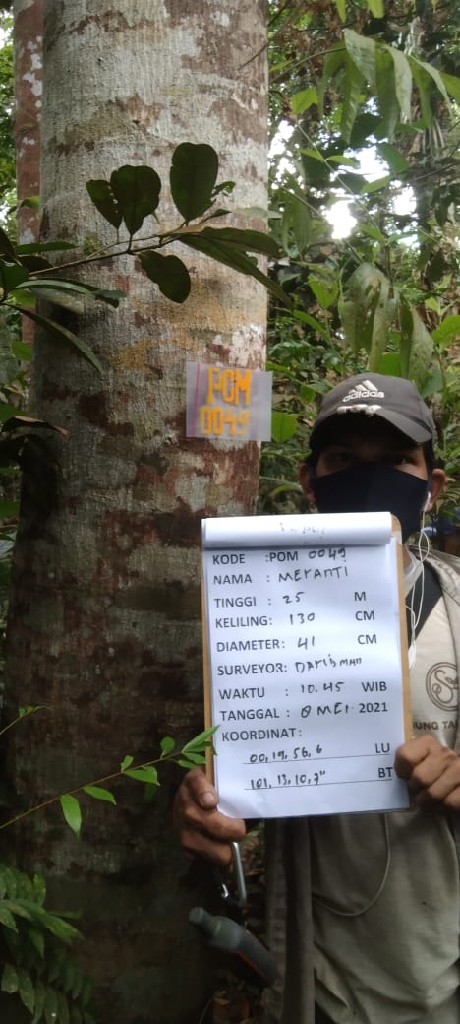 POM
0049
adidas
KODE :POM 0049
NAMA : MERANTI
TINGGI : 25 M
KELILING: 130 CM
DIAMETER: 41 CM
SURVEYOR: DARISMAN
WAKTU : 10.45 WIB
TANGGAL : 8 MEI 2021
KOORDINAT:
00, 19, 56, 6 LU
101, 13, 10, 7" BT